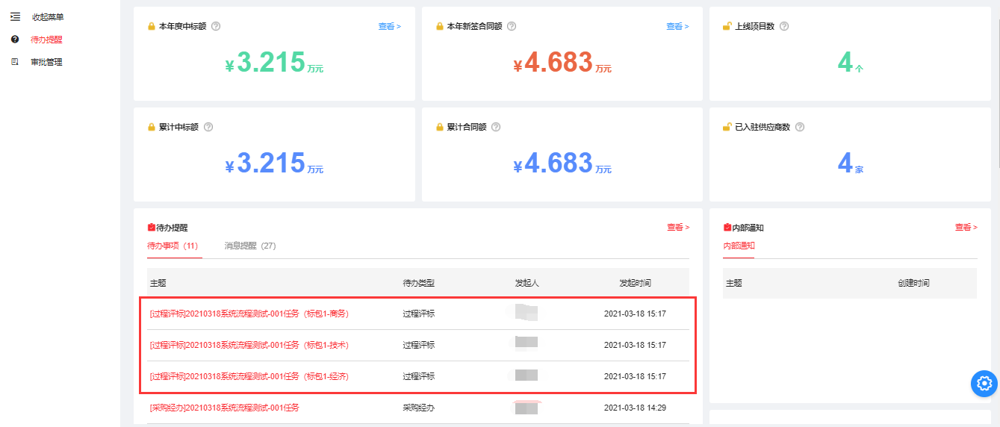 收起菜单
待办提醒
审批管理
本年度中标额
查看 >
¥3.215万元
本年新签合同额
查看 >
¥4.683万元
上线项目数
4个
累计中标额
¥3.215万元
累计合同额
¥4.683万元
已入驻供应商数
4家
待办提醒
查看 >
待办事项（11） 消息提醒（27）
主题 待办类型 发起人 发起时间
[过程评标]20210318系统流程测试-001任务（标包1-商务） 过程评标 2021-03-18 15:17
[过程评标]20210318系统流程测试-001任务（标包1-技术） 过程评标 2021-03-18 15:17
[过程评标]20210318系统流程测试-001任务（标包1-经济） 过程评标 2021-03-18 15:17
[采购经办]20210318系统流程测试-001任务 采购经办 2021-03-18 14:29
内部通知
查看 >
内部通知
主题 创建时间